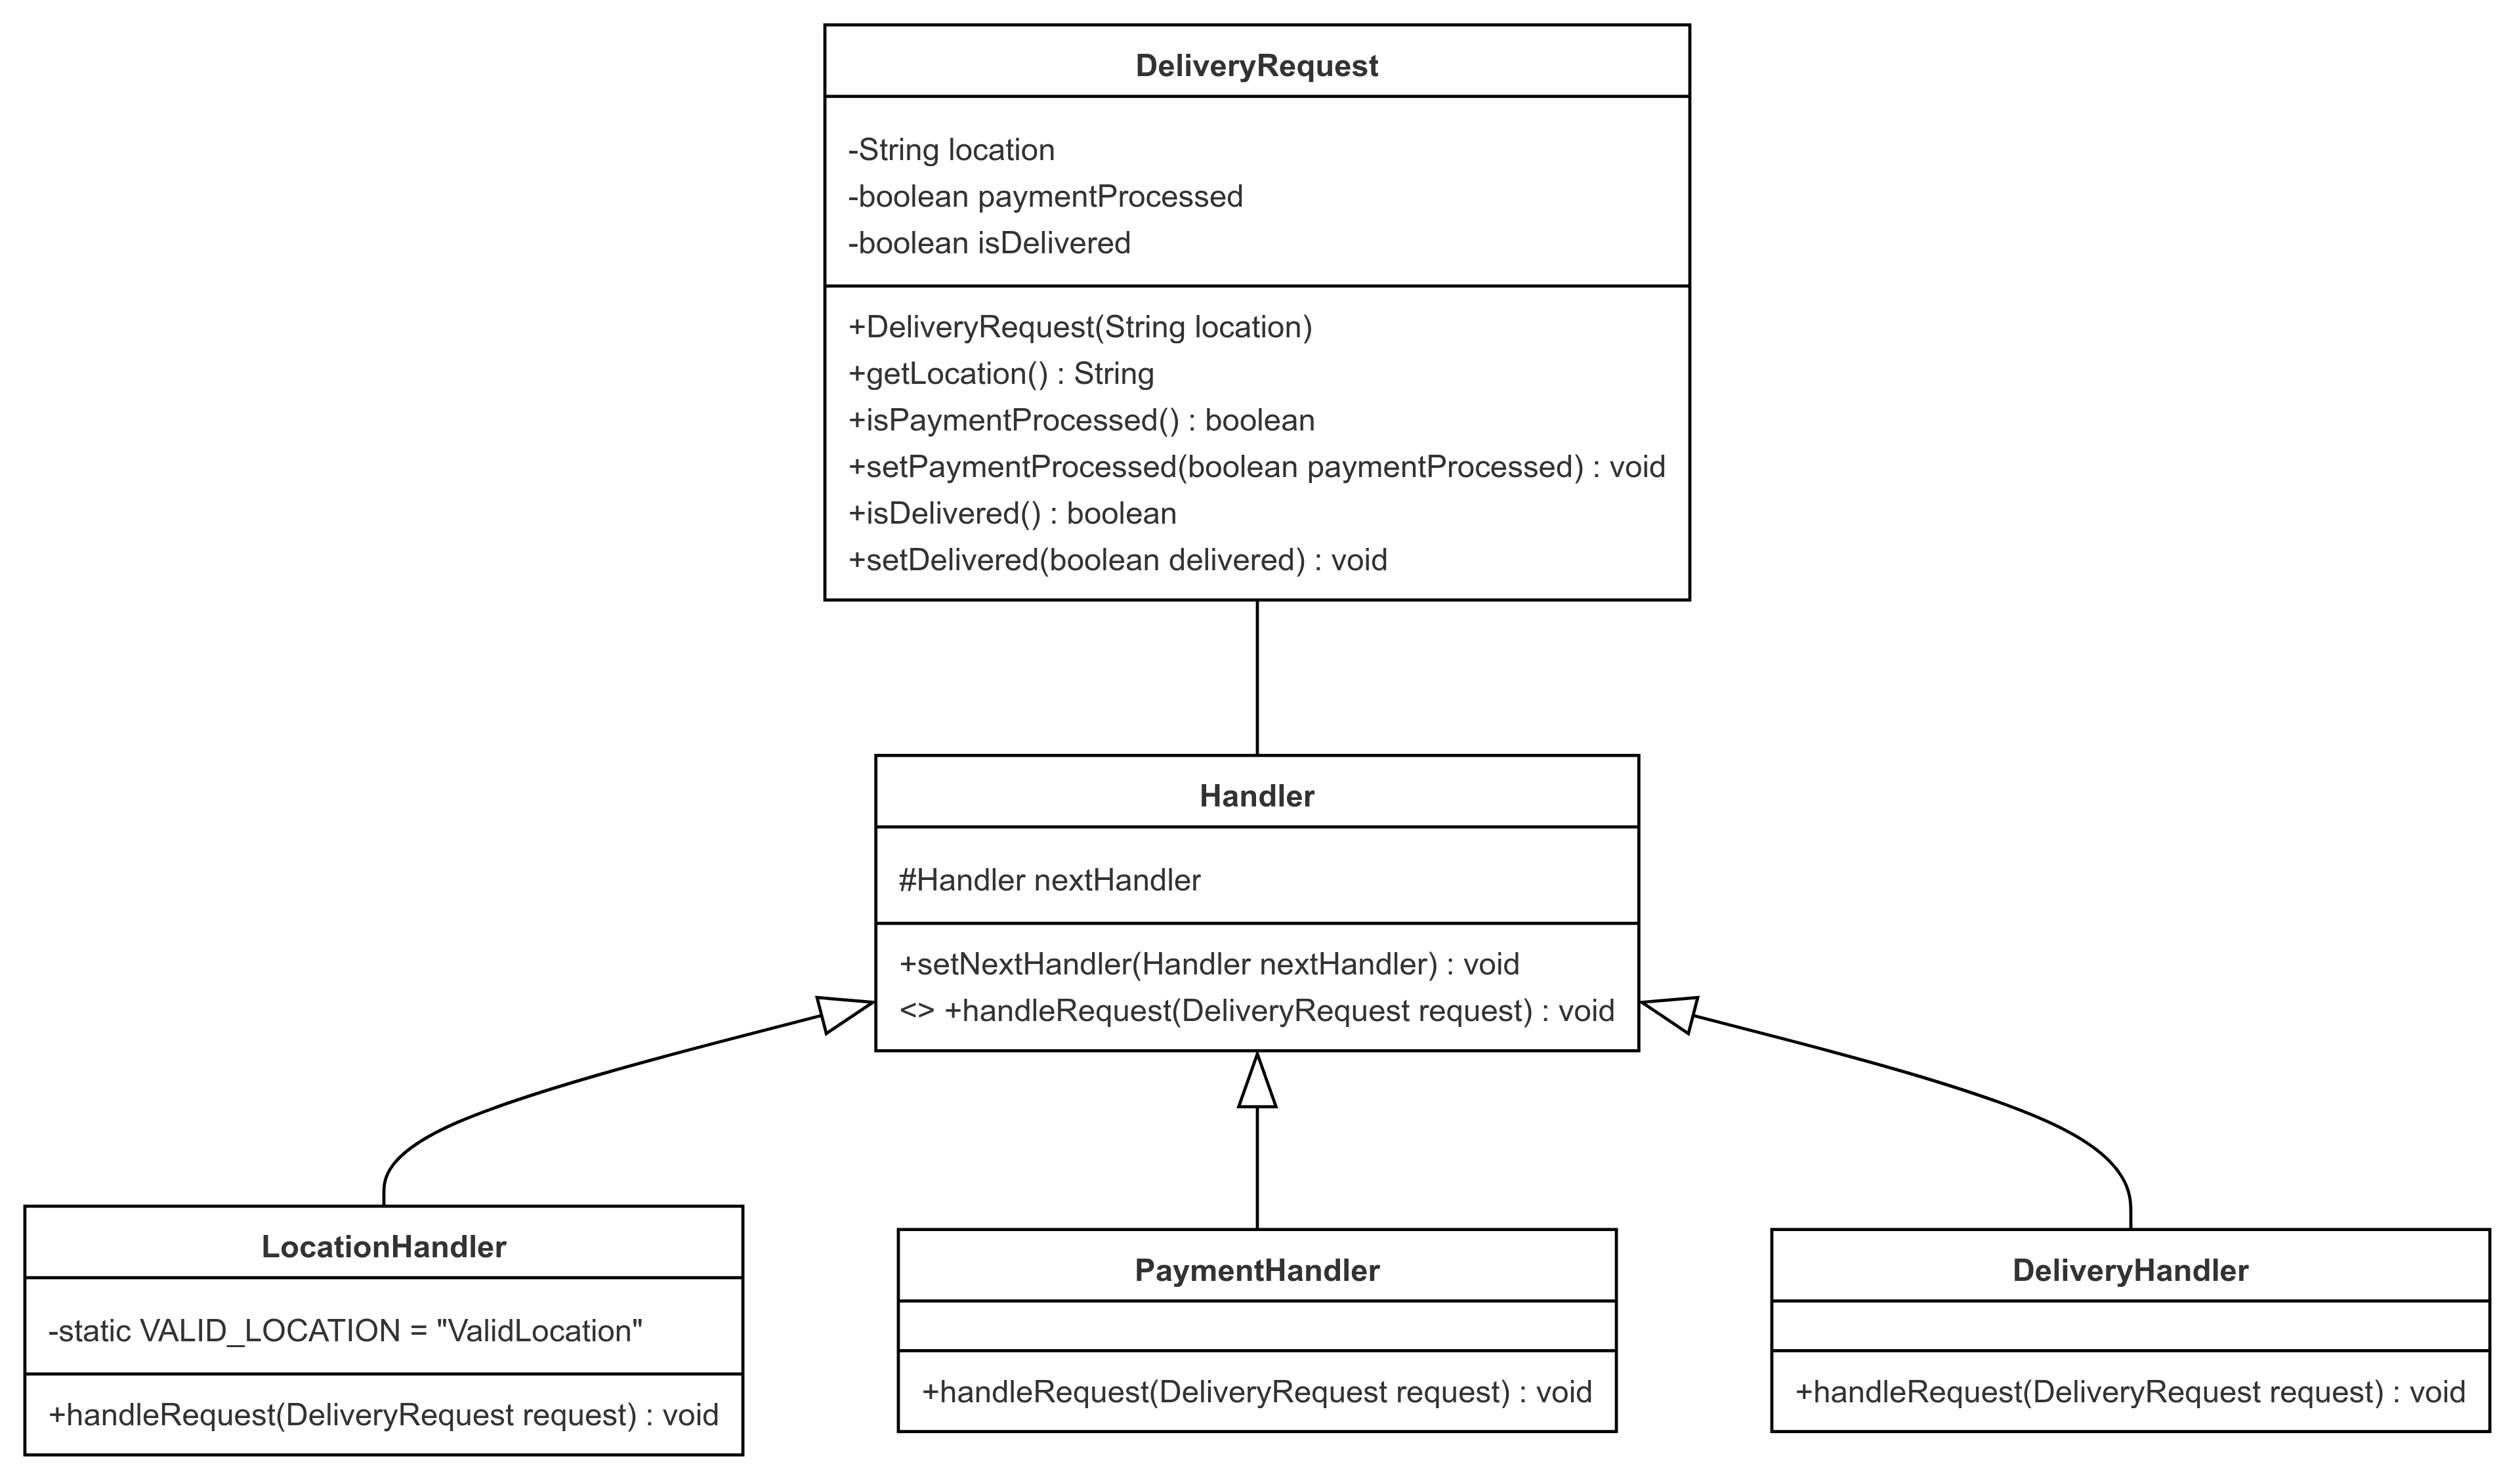 DeliveryRequest
-String location
-boolean paymentProcessed
-boolean isDelivered
+DeliveryRequest(String location)
+getLocation() : String
+isPaymentProcessed() : boolean
+setPaymentProcessed(boolean paymentProcessed) : void
+isDelivered() : boolean
+setDelivered(boolean delivered) : void
Handler
#Handler nextHandler
+setNextHandler(Handler nextHandler) : void
<> +handleRequest(DeliveryRequest request) : void
LocationHandler
-static VALID_LOCATION = "ValidLocation"
+handleRequest(DeliveryRequest request) : void
PaymentHandler
+handleRequest(DeliveryRequest request) : void
DeliveryHandler
+handleRequest(DeliveryRequest request) : void